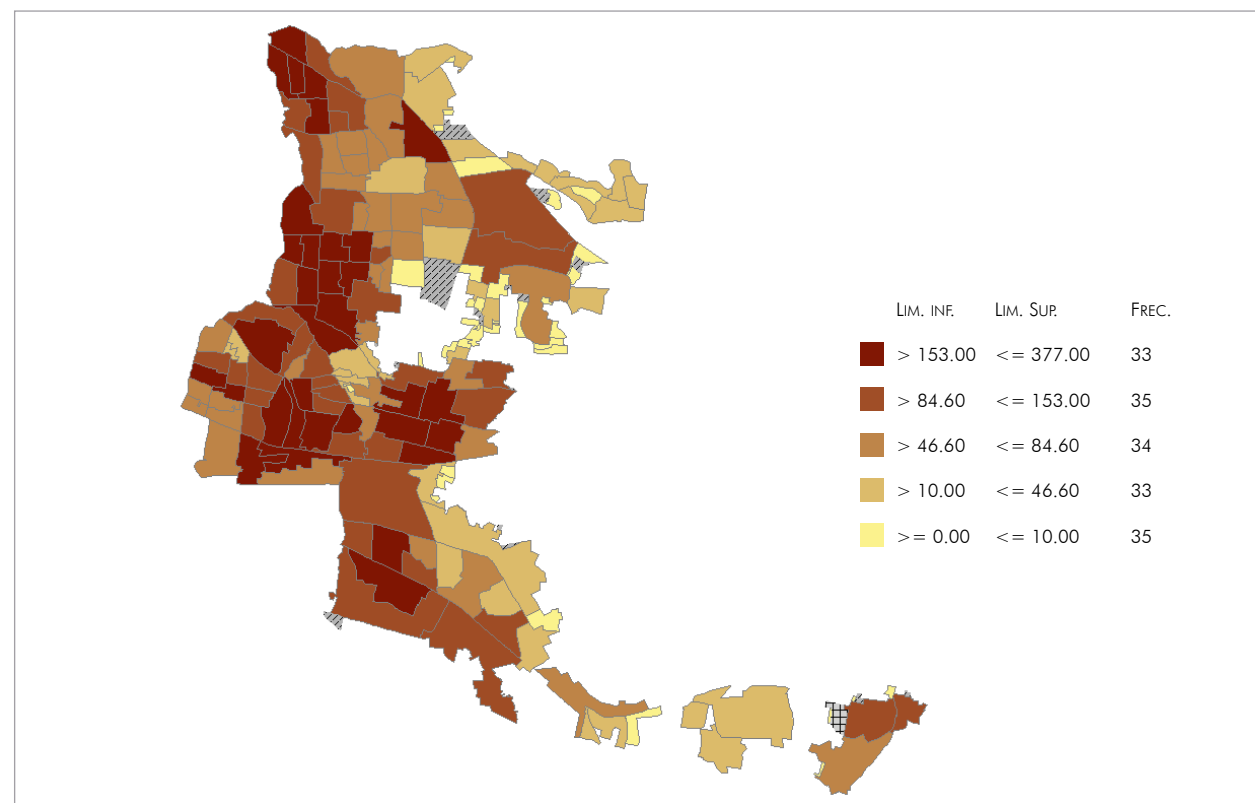 Lim. inf. Lim. Sup. Frec.
> 153.00 <= 377.00 33
> 84.60 <= 153.00 35
> 46.60 <= 84.60 34
> 10.00 <= 46.60 33
>= 0.00 <= 10.00 35